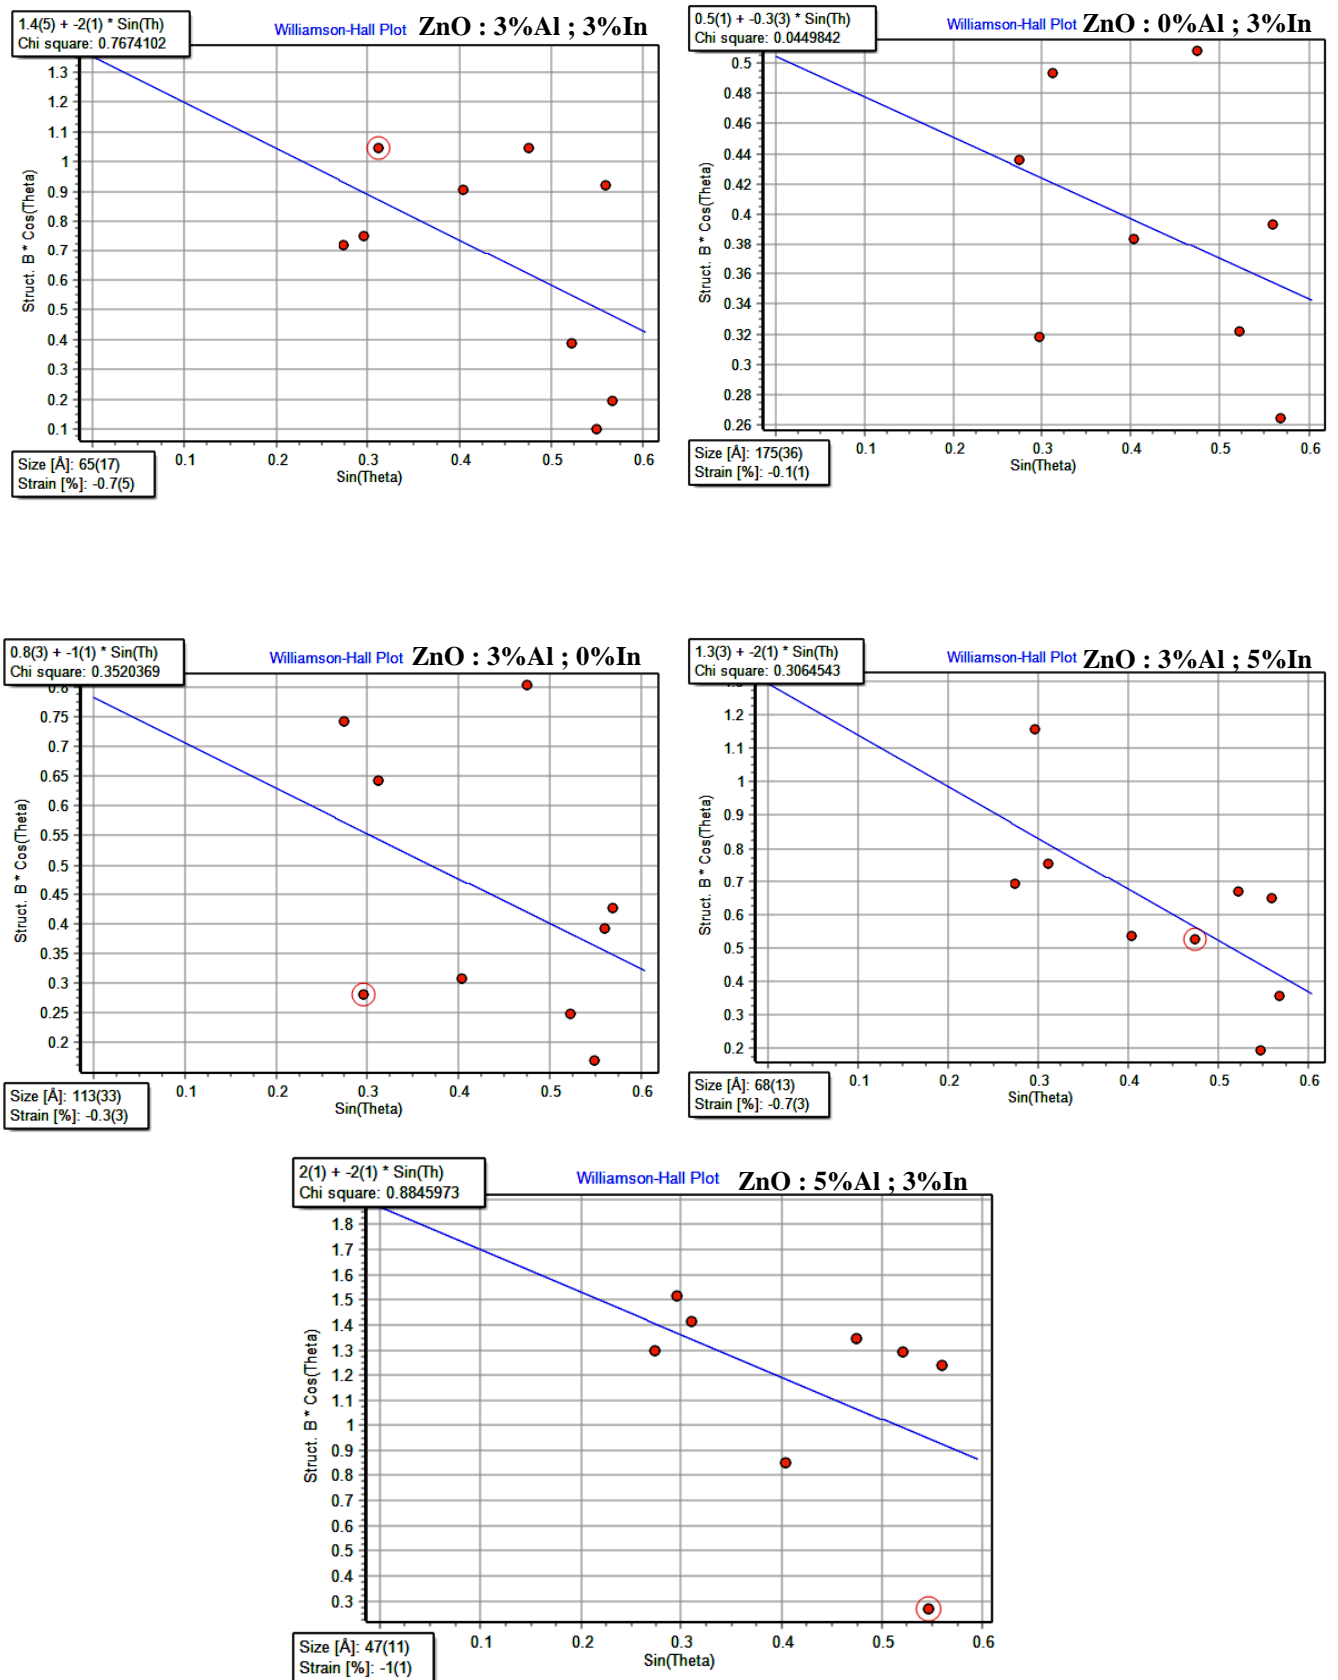 1.4(5) + -2(1) * Sin(Th)
Chi square: 0.7674102
Williamson-Hall Plot ZnO : 3%Al ; 3%In
1.3
1.2
1.1
1
0.9
0.8
0.7
0.6
0.5
0.4
0.3
0.2
0.1
Struct. B * Cos(Theta)
0.1 0.2 0.3 0.4 0.5 0.6
Sin(Theta)
Size [Å]: 65(17)
Strain [%]: -0.7(5)
0.5(1) + -0.3(3) * Sin(Th)
Chi square: 0.0449842
Williamson-Hall Plot ZnO : 0%Al ; 3%In
0.5
0.48
0.46
0.44
0.42
0.4
0.38
0.36
0.34
0.32
0.3
0.28
0.26
Struct. B * Cos(Theta)
0.2 0.3 0.4 0.5 0.6
Sin(Theta)
Size [Å]: 175(36)
Strain [%]: -0.1(1)
0.8(3) + -1(1) * Sin(Th)
Chi square: 0.3520369
Williamson-Hall Plot ZnO : 3%Al ; 0%In
0.8
0.75
0.7
0.65
0.6
0.55
0.5
0.45
0.4
0.35
0.3
0.25
0.2
Struct. B * Cos(Theta)
0.1 0.2 0.3 0.4 0.5 0.6
Sin(Theta)
Size [Å]: 113(33)
Strain [%]: -0.3(3)
1.3(3) + -2(1) * Sin(Th)
Chi square: 0.3064543
Williamson-Hall Plot ZnO : 3%Al ; 5%In
1.2
1.1
1
0.9
0.8
0.7
0.6
0.5
0.4
0.3
0.2
Struct. B * Cos(Theta)
0.1 0.2 0.3 0.4 0.5 0.6
Sin(Theta)
Size [Å]: 68(13)
Strain [%]: -0.7(3)
2(1) + -2(1) * Sin(Th)
Chi square: 0.8845973
Williamson-Hall Plot ZnO : 5%Al ; 3%In
1.8
1.7
1.6
1.5
1.4
1.3
1.2
1.1
1
0.9
0.8
0.7
0.6
0.5
0.4
0.3
Struct. B * Cos(Theta)
0.1 0.2 0.3 0.4 0.5 0.6
Sin(Theta)
Size [Å]: 47(11)
Strain [%]: -1(1)